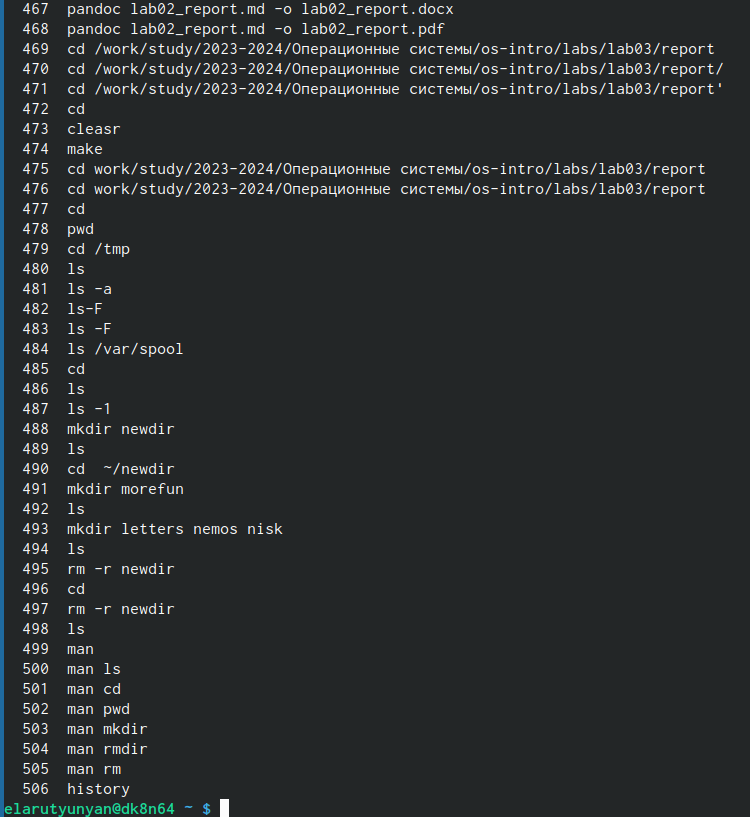 467  pandoc lab02_report.md -o lab02_report.docx
468  pandoc lab02_report.md -o lab02_report.pdf
469  cd /work/study/2023-2024/Операционные системы/os-intro/labs/lab03/report
470  cd /work/study/2023-2024/Операционные системы/os-intro/labs/lab03/report/
471  cd /work/study/2023-2024/Операционные системы/os-intro/labs/lab03/report'
472  cd
473  cleasr
474  make
475  cd work/study/2023-2024/Операционные системы/os-intro/labs/lab03/report
476  cd work/study/2023-2024/Операционные системы/os-intro/labs/lab03/report
477  cd
478  pwd
479  cd /tmp
480  ls
481  ls -a
482  ls-F
483  ls -F
484  ls /var/spool
485  cd
486  ls
487  ls -1
488  mkdir newdir
489  ls
490  cd  ~/newdir
491  mkdir morefun
492  ls
493  mkdir letters nemos nisk
494  ls
495  rm -r newdir
496  cd
497  rm -r newdir
498  ls
499  man
500  man ls
501  man cd
502  man pwd
503  man mkdir
504  man rmdir
505  man rm
506  history
elarutyunyan@dk8n64 ~ $